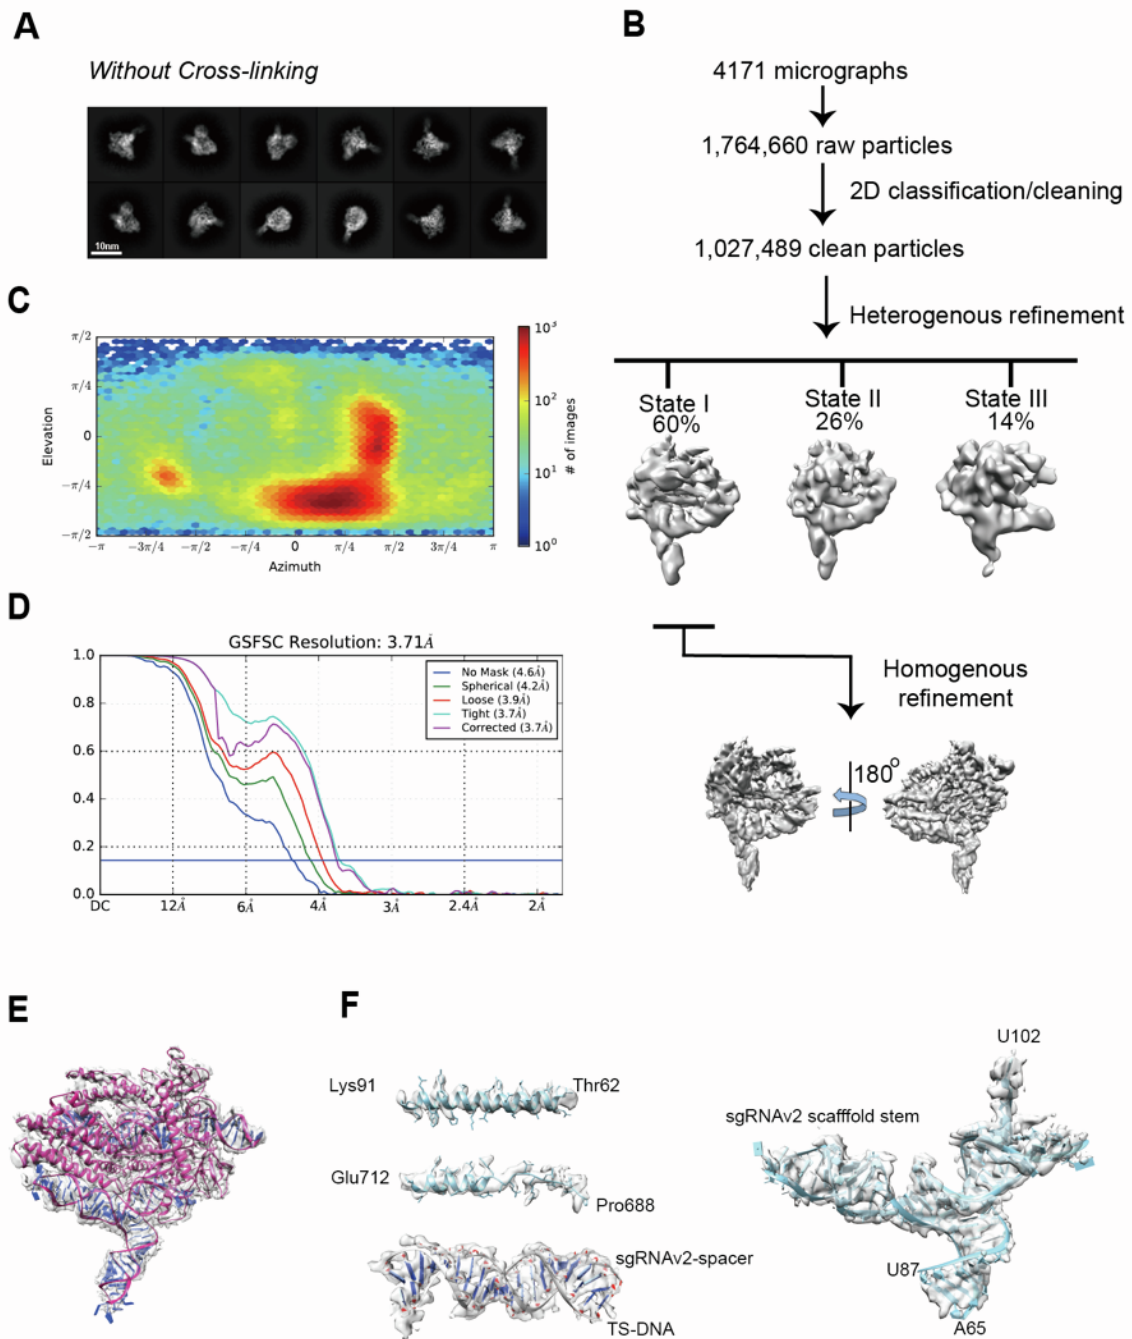 A
Without Cross-linking
10nm
B
4171 micrographs
1,764,660 raw particles
2D classification/cleaning
1,027,489 clean particles
Heterogenous refinement
State I
60%
State II
26%
State III
14%
Homogenous
refinement
180°
C
π/2
π/4
0
−π/4
−π/2
Elevation
−π
−3π/4
−π/2
−π/4
0
π/4
π/2
3π/4
π
Azimuth
10³
10²
10¹
10⁰
# of images
D
GSFSC Resolution: 3.71Å
No Mask (4.6Å)
Spherical (4.2Å)
Loose (3.9Å)
Tight (3.7Å)
Corrected (3.7Å)
1.0
0.8
0.6
0.4
0.2
0.0
DC
12Å
6Å
4Å
3Å
2.4Å
2Å
E
F
Lys91
Thr62
Glu712
Pro688
sgRNAv2-spacer
TS-DNA
U102
sgRNAv2 scafffold stem
U87
A65